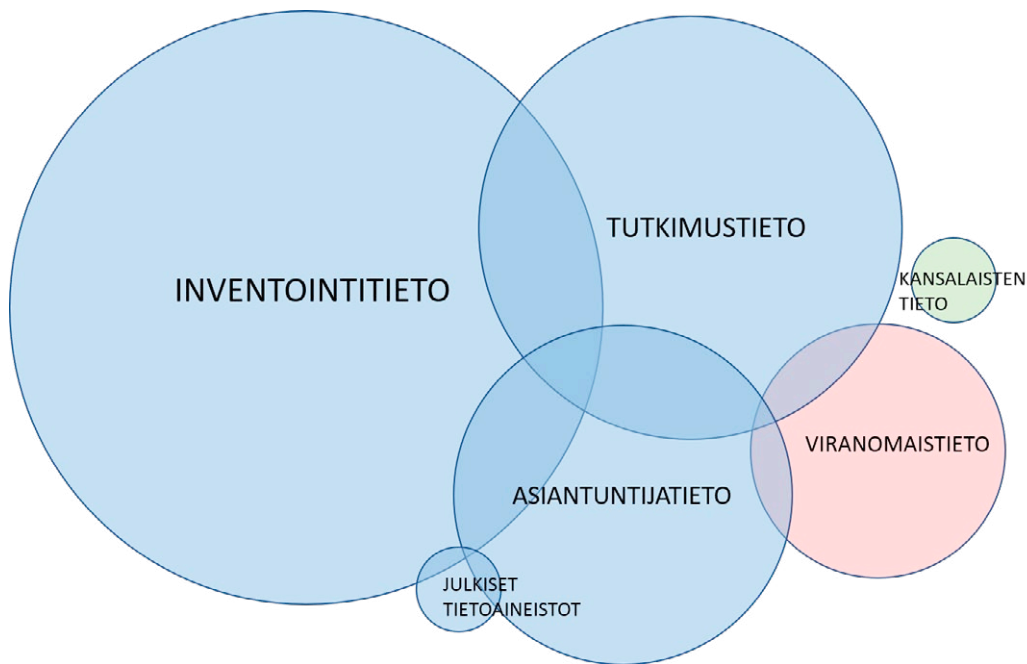 TUTKIMUSTIETO
INVENTOINTITIETO
KANSALAISTEN
TIETO
VIRANOMAISTIETO
ASIANTUNTIJATIETO
JULKISET
TIETOAINEISTOT